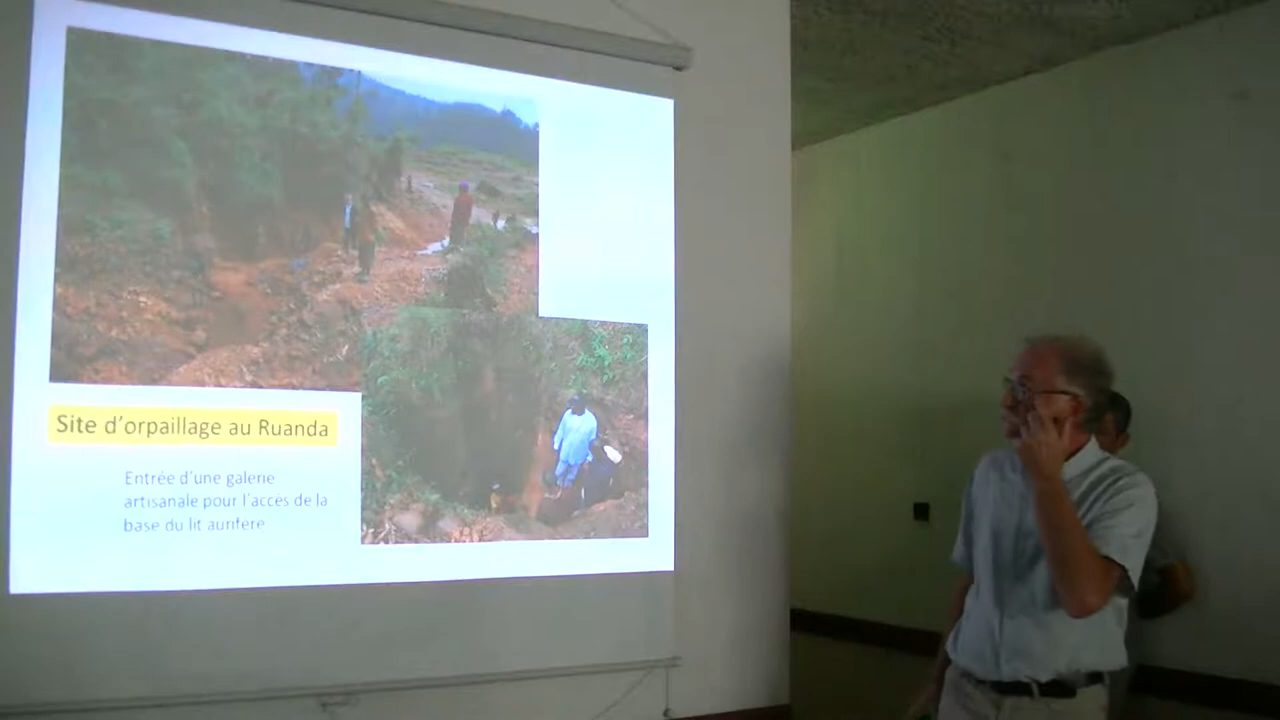 Site d'orpaillage au Ruanda
Entrée d'une galerie
artisanale pour l'accès de la
base du lit aurifère